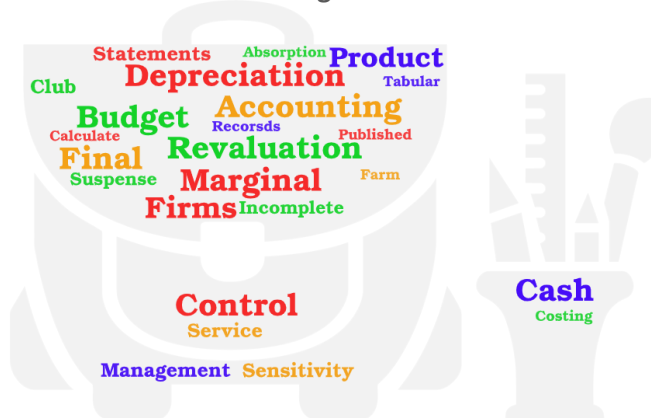 Statements Absorption Product
Depreciatiion Tabular
Club
Budget Accounting
Calculate Recorsds Published
Final Revaluation
Suspense Marginal Farm
Firms Incomplete
Control
Service
Management Sensitivity
Cash
Costing